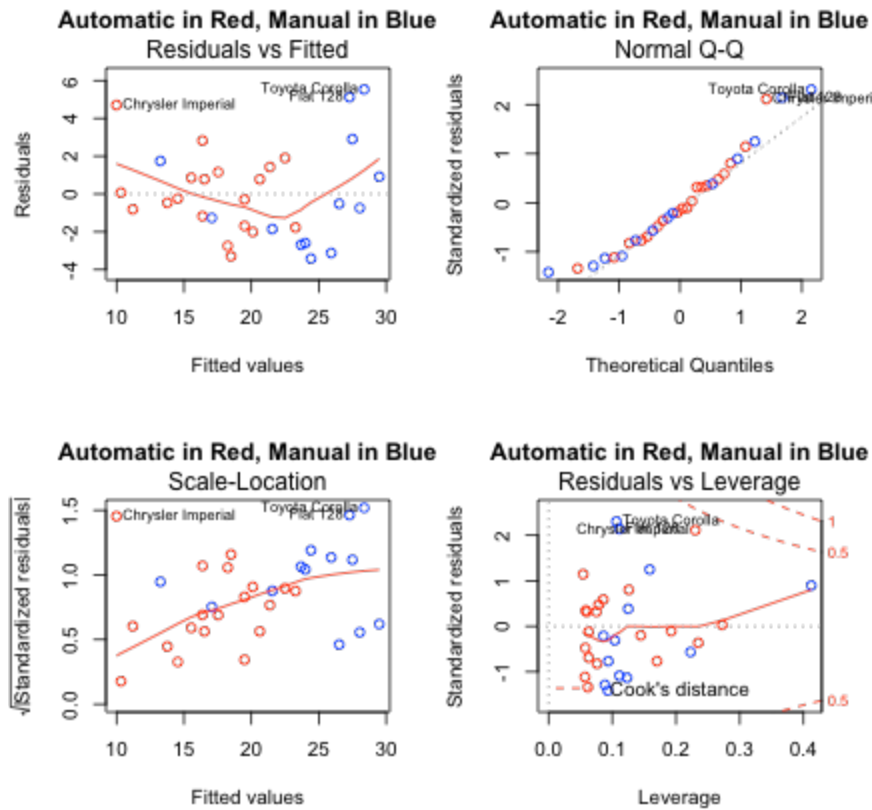 Automatic in Red, Manual in Blue
Residuals vs Fitted
Residuals
6
4
2
0
-2
-4
Toyota Corolla
Fiat 128
Chrysler Imperial
10 15 20 25 30
Fitted values
Automatic in Red, Manual in Blue
Normal Q-Q
Standardized residuals
2
1
0
-1
Toyota Corolla
-2 -1 0 1 2
Theoretical Quantiles
Automatic in Red, Manual in Blue
Scale-Location
√|Standardized residuals|
1.5
1.0
0.5
0.0
Toyota Corolla
Fiat 128
Chrysler Imperial
10 15 20 25 30
Fitted values
Automatic in Red, Manual in Blue
Residuals vs Leverage
Standardized residuals
2
1
0
-1
Toyota Corolla
Chrysler Imperial
1
0.5
Cook's distance
0.5
0.0 0.1 0.2 0.3 0.4
Leverage